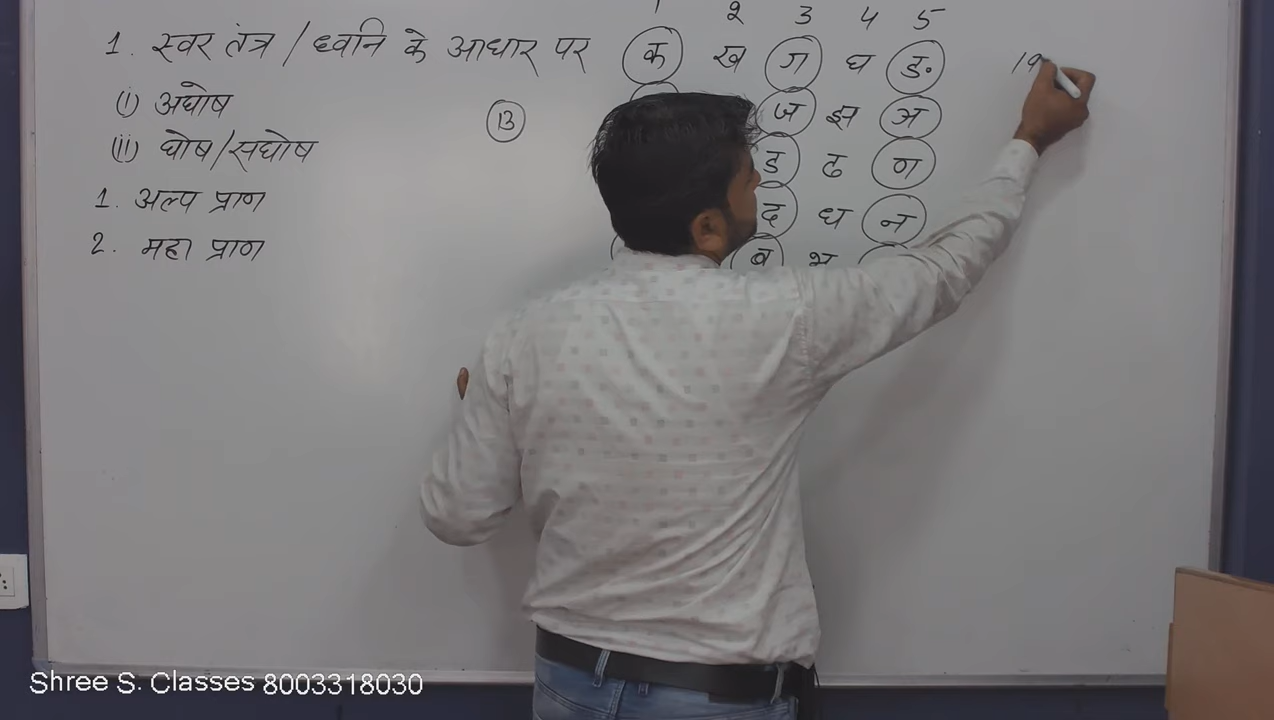 1 2 3 4 5
1. स्वर तंत्र / ध्वनि के आधार पर क ख ग घ ङ 19
(i) अघोष 13 ज झ ञ
(ii) घोष/सघोष ड ढ ण
1. अल्प प्राण द ध न
2. महा प्राण ब भ
Shree S. Classes 8003318030